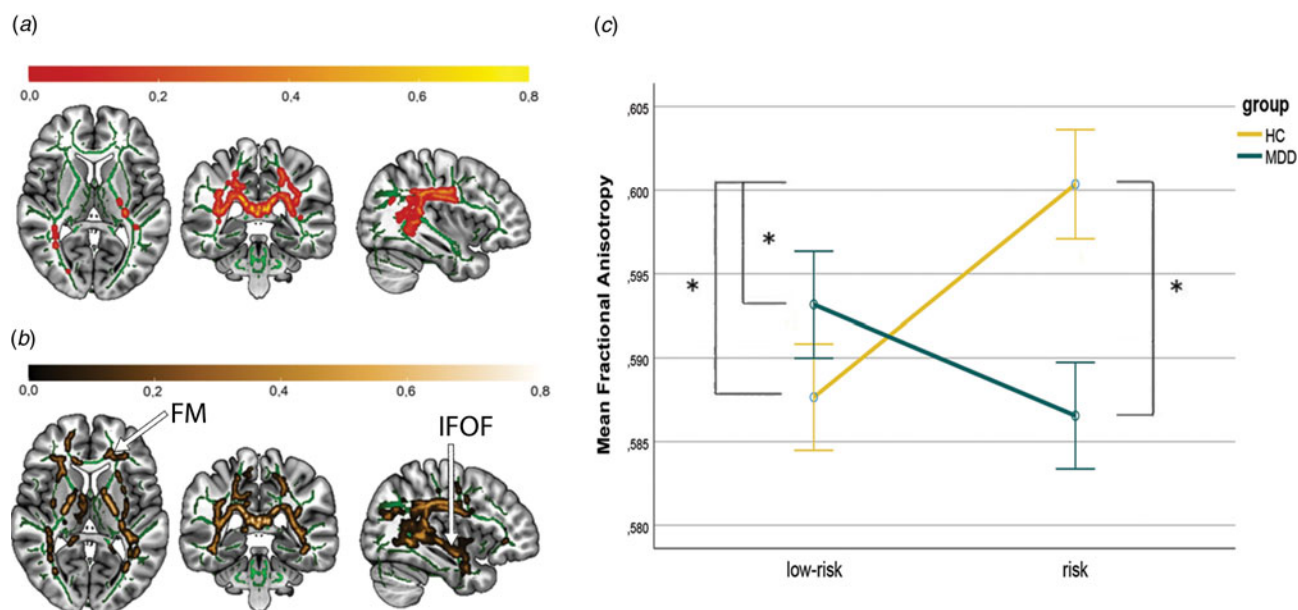 (a)
0,0 0,2 0,4 0,6 0,8
(b)
0,0 0,2 0,4 0,6 0,8
FM
IFOF
(c)
Mean Fractional Anisotropy
,605
,600
,595
,590
,585
,580
*
*
*
low-risk risk
group
HC
MDD